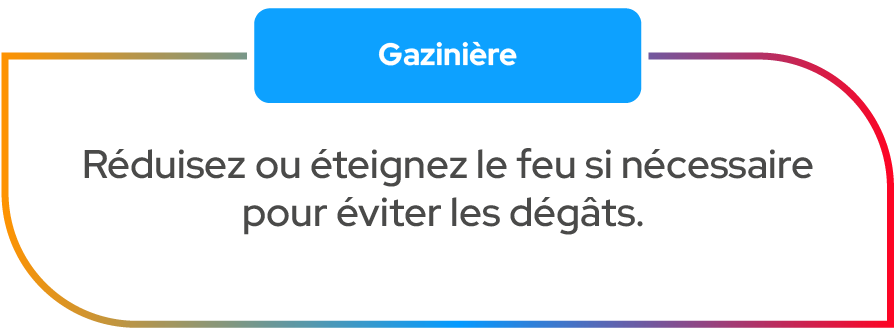 Gazinière
Réduisez ou éteignez le feu si nécessaire
pour éviter les dégâts.